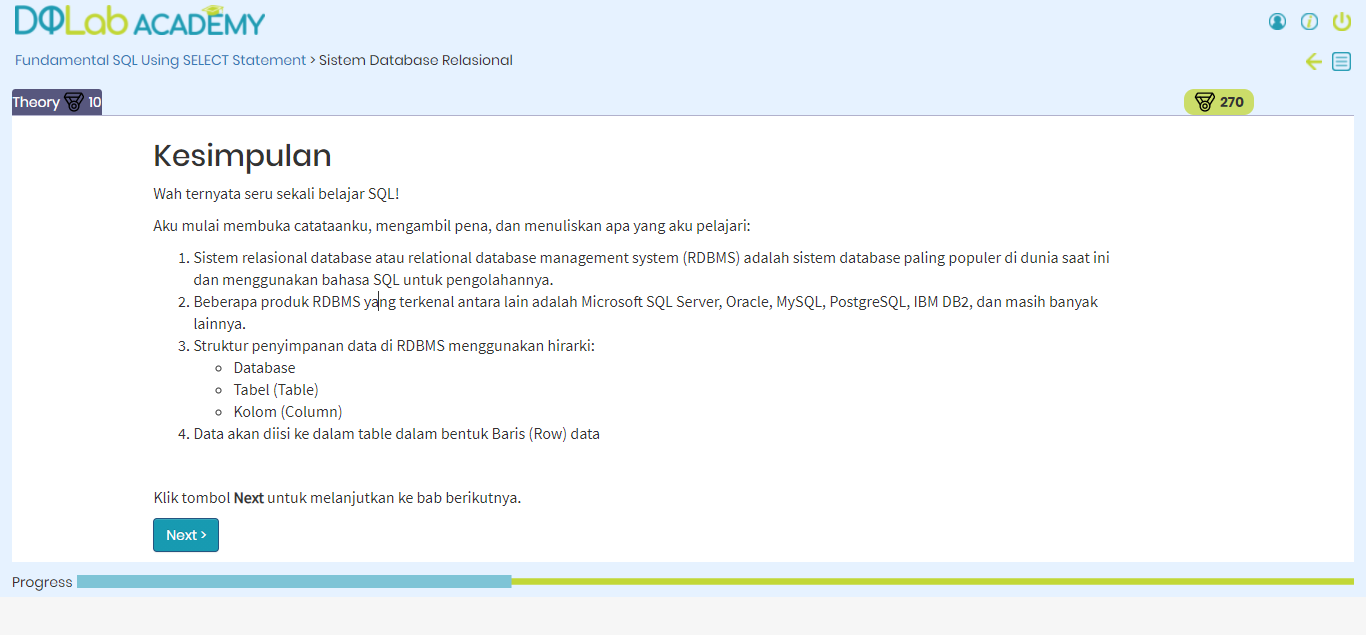 DQLab ACADEMY
Fundamental SQL Using SELECT Statement > Sistem Database Relasional
Theory 10
270
Kesimpulan
Wah ternyata seru sekali belajar SQL!
Aku mulai membuka catataanku, mengambil pena, dan menuliskan apa yang aku pelajari:
1. Sistem relasional database atau relational database management system (RDBMS) adalah sistem database paling populer di dunia saat ini
dan menggunakan bahasa SQL untuk pengolahannya.
2. Beberapa produk RDBMS yang terkenal antara lain adalah Microsoft SQL Server, Oracle, MySQL, PostgreSQL, IBM DB2, dan masih banyak
lainnya.
3. Struktur penyimpanan data di RDBMS menggunakan hirarki:
Database
Tabel (Table)
Kolom (Column)
4. Data akan diisi ke dalam table dalam bentuk Baris (Row) data
Klik tombol Next untuk melanjutkan ke bab berikutnya.
Next >
Progress